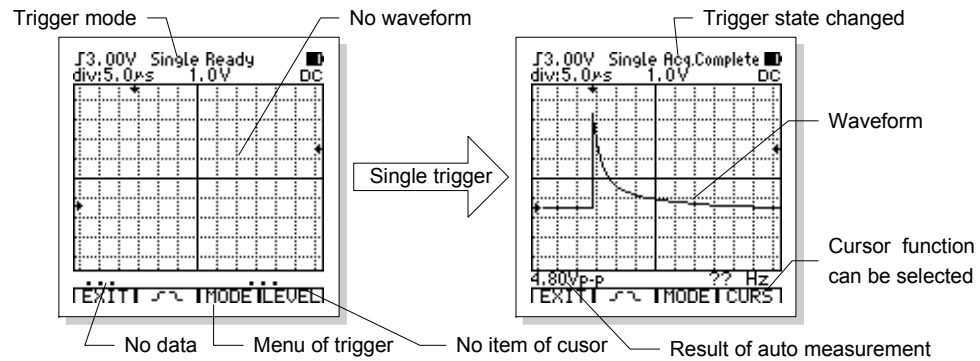 Trigger mode
No waveform
Trigger state changed
3.00V Single Ready
div:5.0µs 1.0V DC
3.00V Single Acq.Complete
div:5.0µs 1.0V DC
Waveform
Single trigger
Cursor function
can be selected
...
...
EXIT MODE LEVEL
4.80Vp-p ?? Hz
EXIT MODE CURS
No data
Menu of trigger
No item of cusor
Result of auto measurement